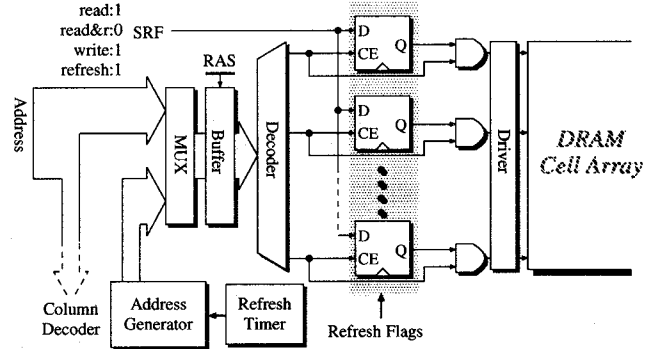 read:1
read&r:0 SRF
write:1
refresh:1
RAS
Address
MUX
Buffer
Decoder
D
CE
Q
D
CE
Q
D
CE
Q
Driver
DRAM
Cell Array
Column
Decoder
Address
Generator
Refresh
Timer
Refresh Flags